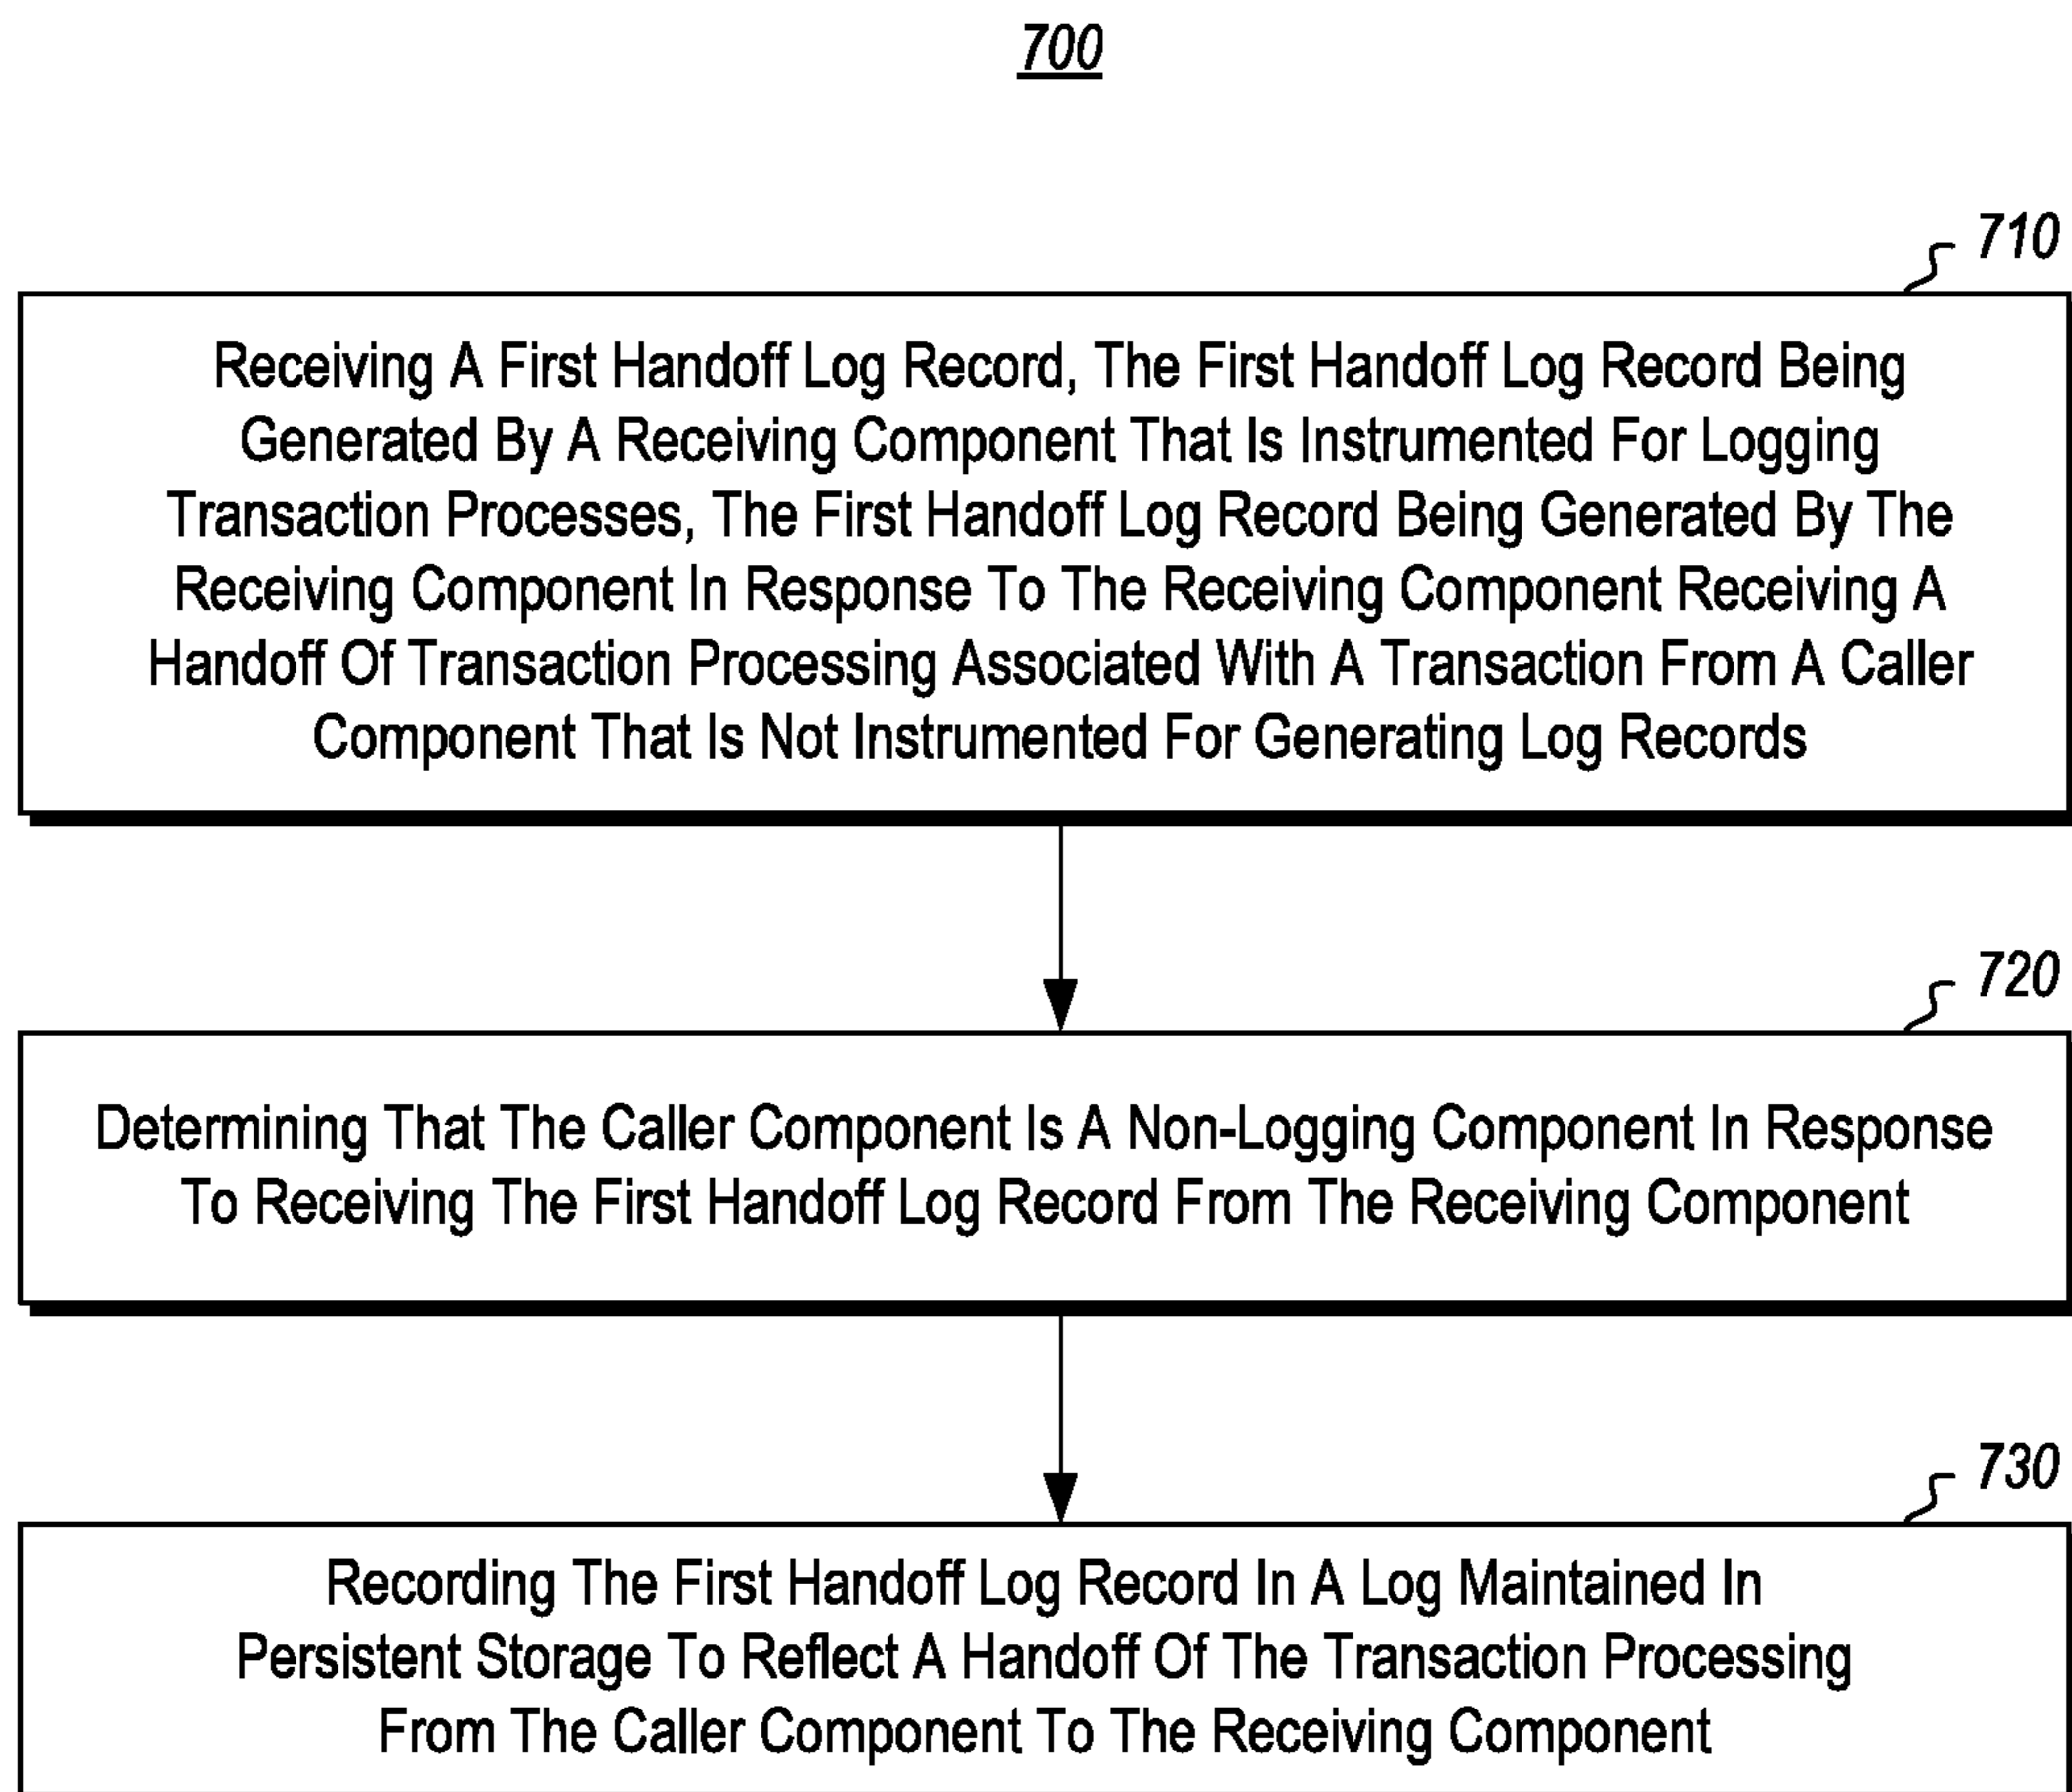 700
710
Receiving A First Handoff Log Record, The First Handoff Log Record Being
Generated By A Receiving Component That Is Instrumented For Logging
Transaction Processes, The First Handoff Log Record Being Generated By The
Receiving Component In Response To The Receiving Component Receiving A
Handoff Of Transaction Processing Associated With A Transaction From A Caller
Component That Is Not Instrumented For Generating Log Records
720
Determining That The Caller Component Is A Non-Logging Component In Response
To Receiving The First Handoff Log Record From The Receiving Component
730
Recording The First Handoff Log Record In A Log Maintained In
Persistent Storage To Reflect A Handoff Of The Transaction Processing
From The Caller Component To The Receiving Component